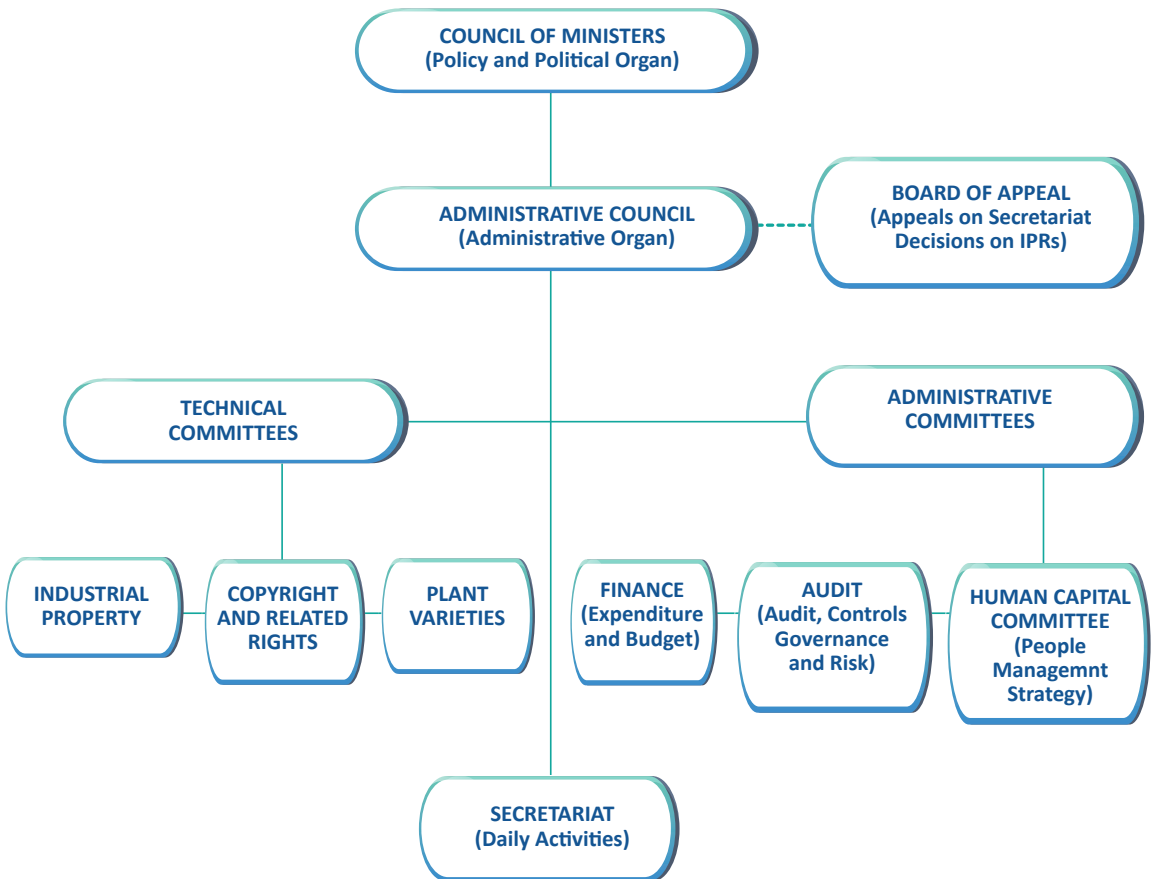 COUNCIL OF MINISTERS
(Policy and Political Organ)
ADMINISTRATIVE COUNCIL
(Administrative Organ)
BOARD OF APPEAL
(Appeals on Secretariat
Decisions on IPRs)
TECHNICAL
COMMITTEES
ADMINISTRATIVE
COMMITTEES
INDUSTRIAL
PROPERTY
COPYRIGHT
AND RELATED
RIGHTS
PLANT
VARIETIES
FINANCE
(Expenditure
and Budget)
AUDIT
(Audit, Controls
Governance
and Risk)
HUMAN CAPITAL
COMMITTEE
(People
Managemnt
Strategy)
SECRETARIAT
(Daily Activities)